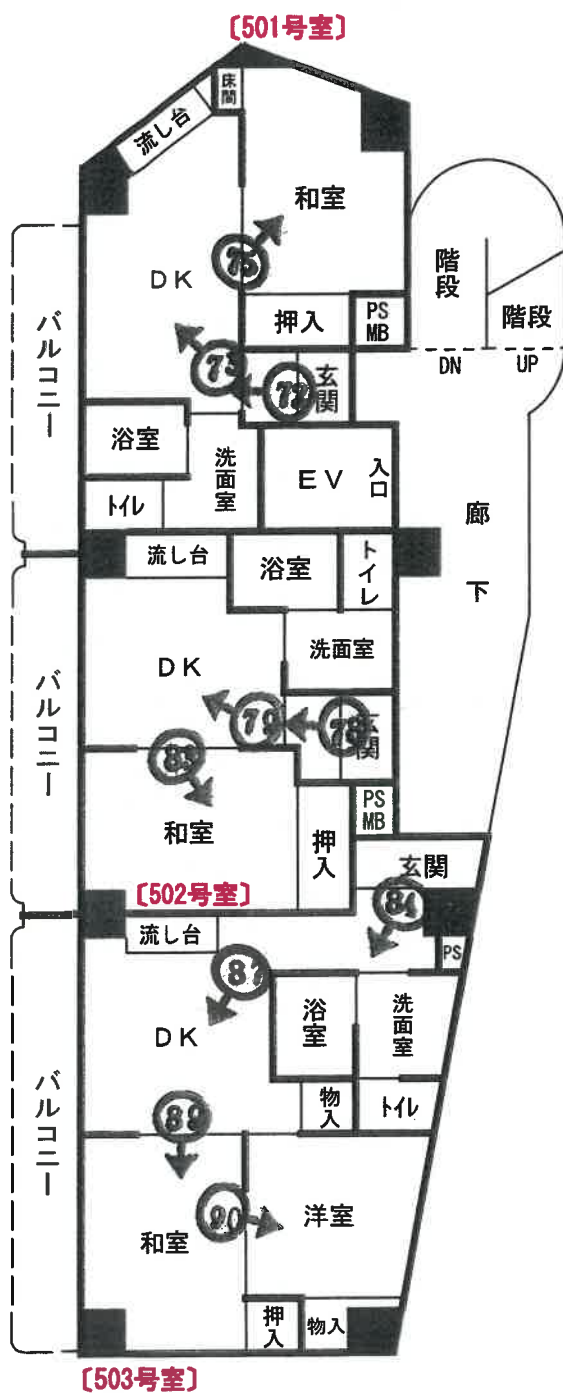 〔501号室〕
床間
流し台
和室
DK
75
階段
階段
押入
PS
MB
DN
UP
バルコニー
73
72
玄関
浴室
洗面室
EV
入口
トイレ
廊下
流し台
浴室
トイレ
洗面室
DK
バルコニー
79
78
玄関
和室
押入
PS
MB
玄関
〔502号室〕
流し台
PS
87
浴室
洗面室
DK
バルコニー
物入
トイレ
89
90
和室
洋室
押入
物入
〔503号室〕